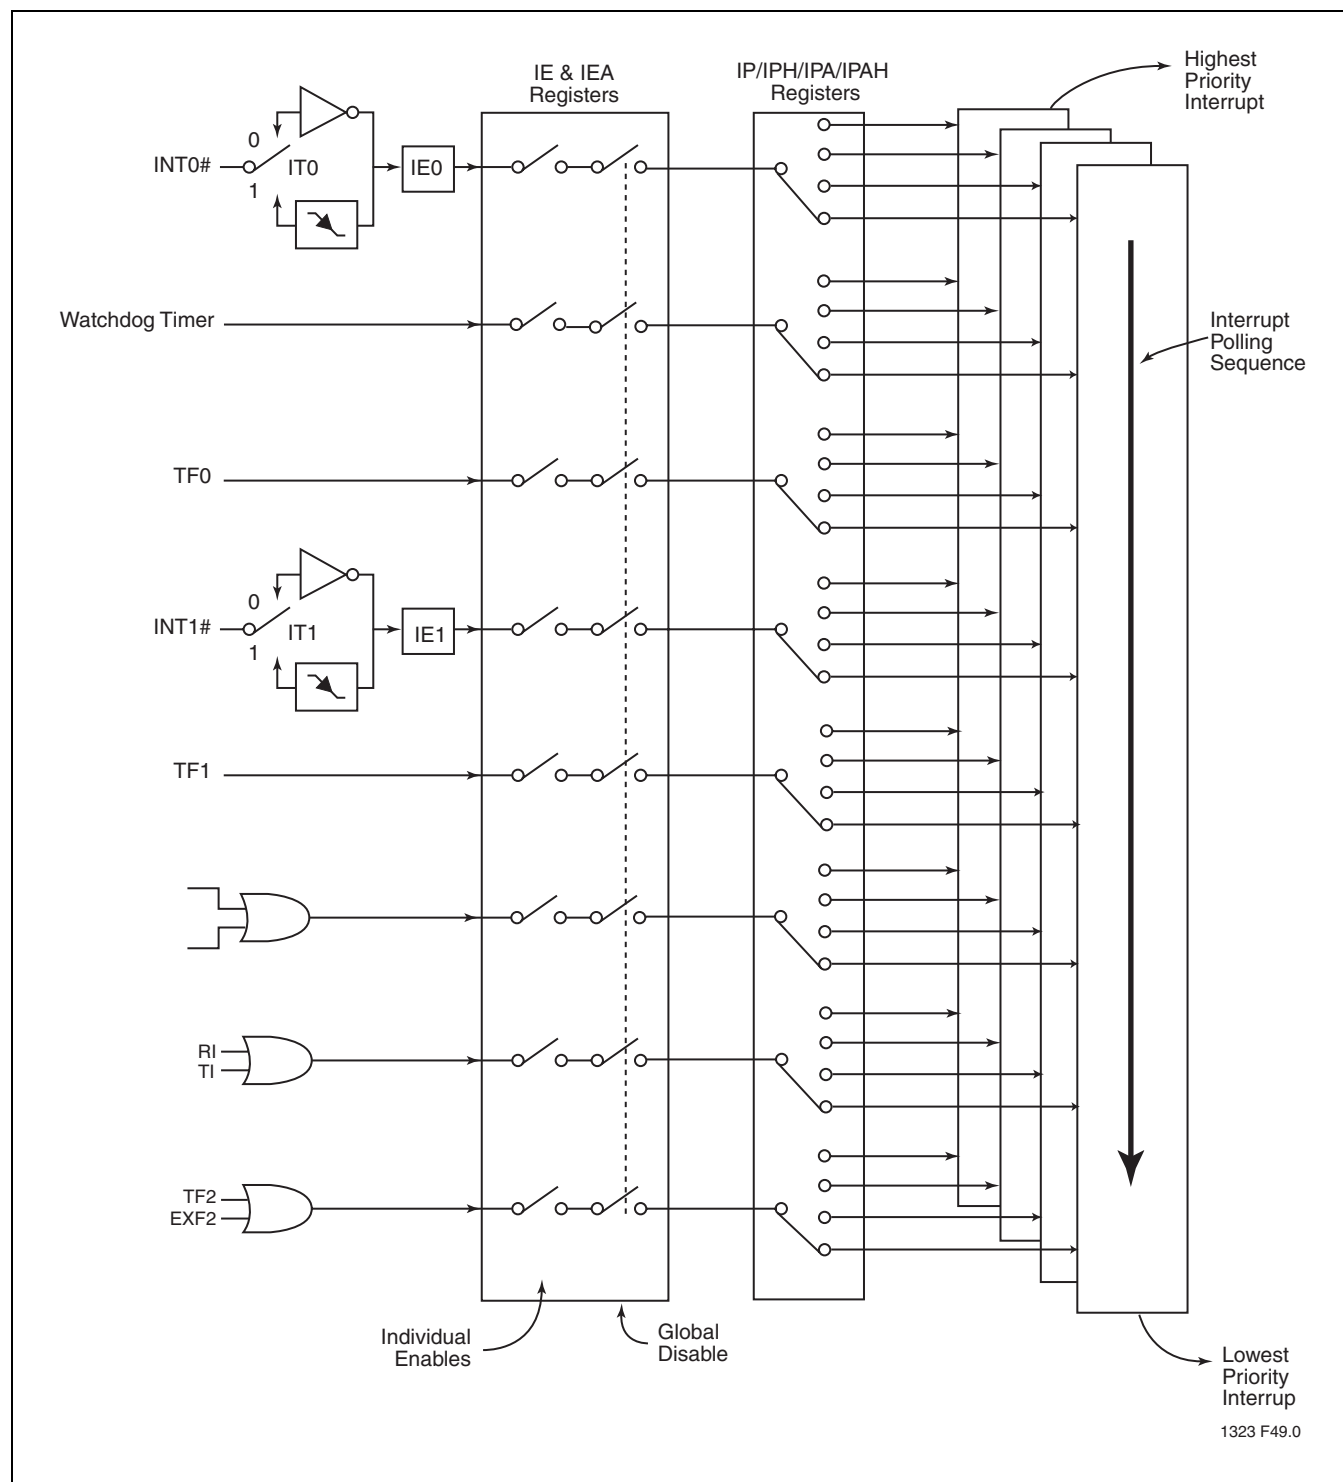 IE & IEA
Registers
IP/IPH/IPA/IPAH
Registers
Highest
Priority
Interrupt
0
INT0#
IT0
1
IE0
Watchdog Timer
Interrupt
Polling
Sequence
TF0
0
INT1#
IT1
1
IE1
TF1
RI
TI
TF2
EXF2
Individual
Enables
Global
Disable
Lowest
Priority
Interrup
1323 F49.0